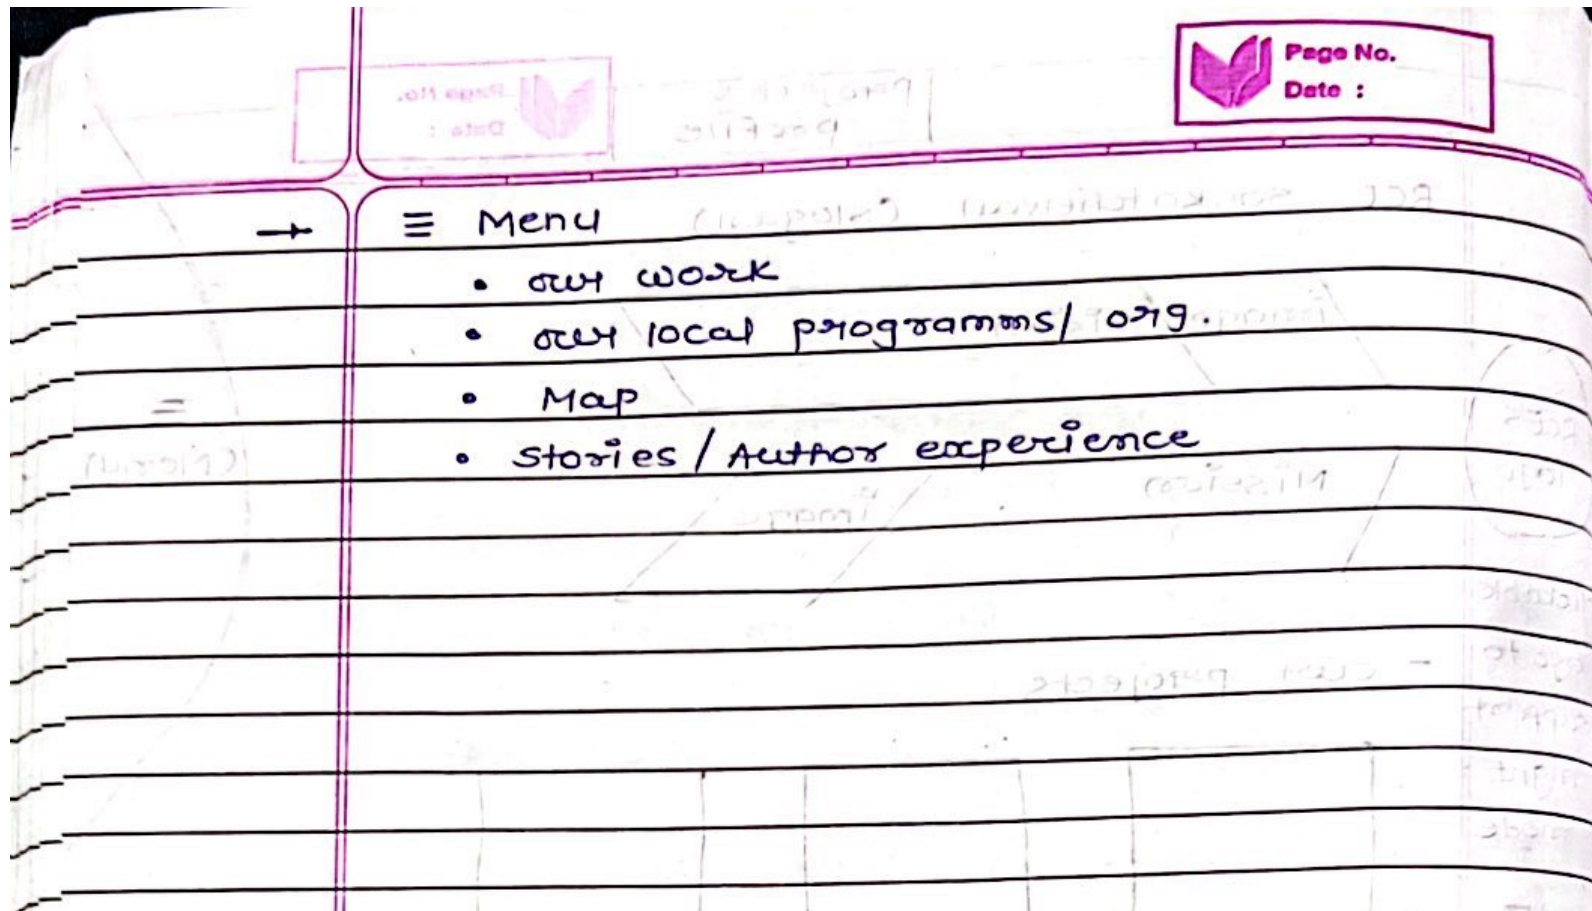 Page No.
Date :
→ ≡ Menu
• our work
• our local programms/ org.
• Map
• Stories / Author experience